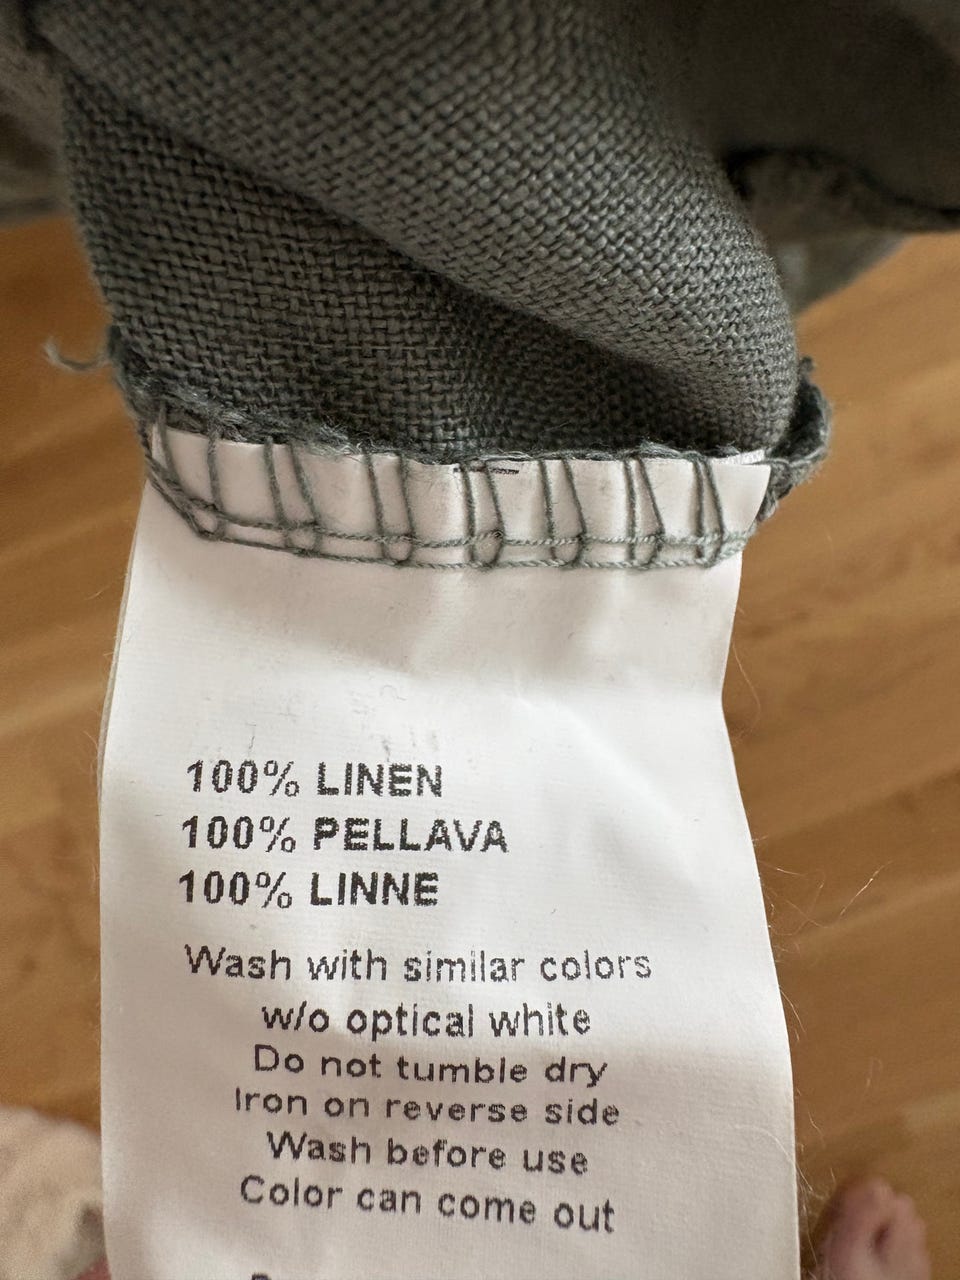 100% LINEN
100% PELLAVA
100% LINNE
Wash with similar colors
w/o optical white
Do not tumble dry
Iron on reverse side
Wash before use
Color can come out